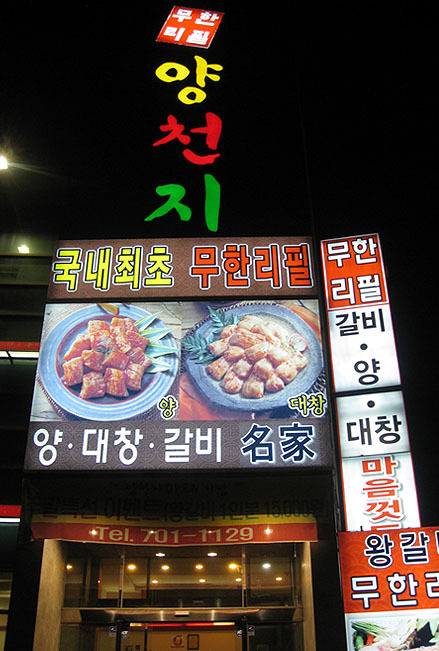 무한
리필
양천지
국내최초 무한리필
양
대창
양·대창·갈비 名家
Tel. 701-1129
무한
리필
갈비
·
양
·
대창
마음껏
왕갈비
무한리